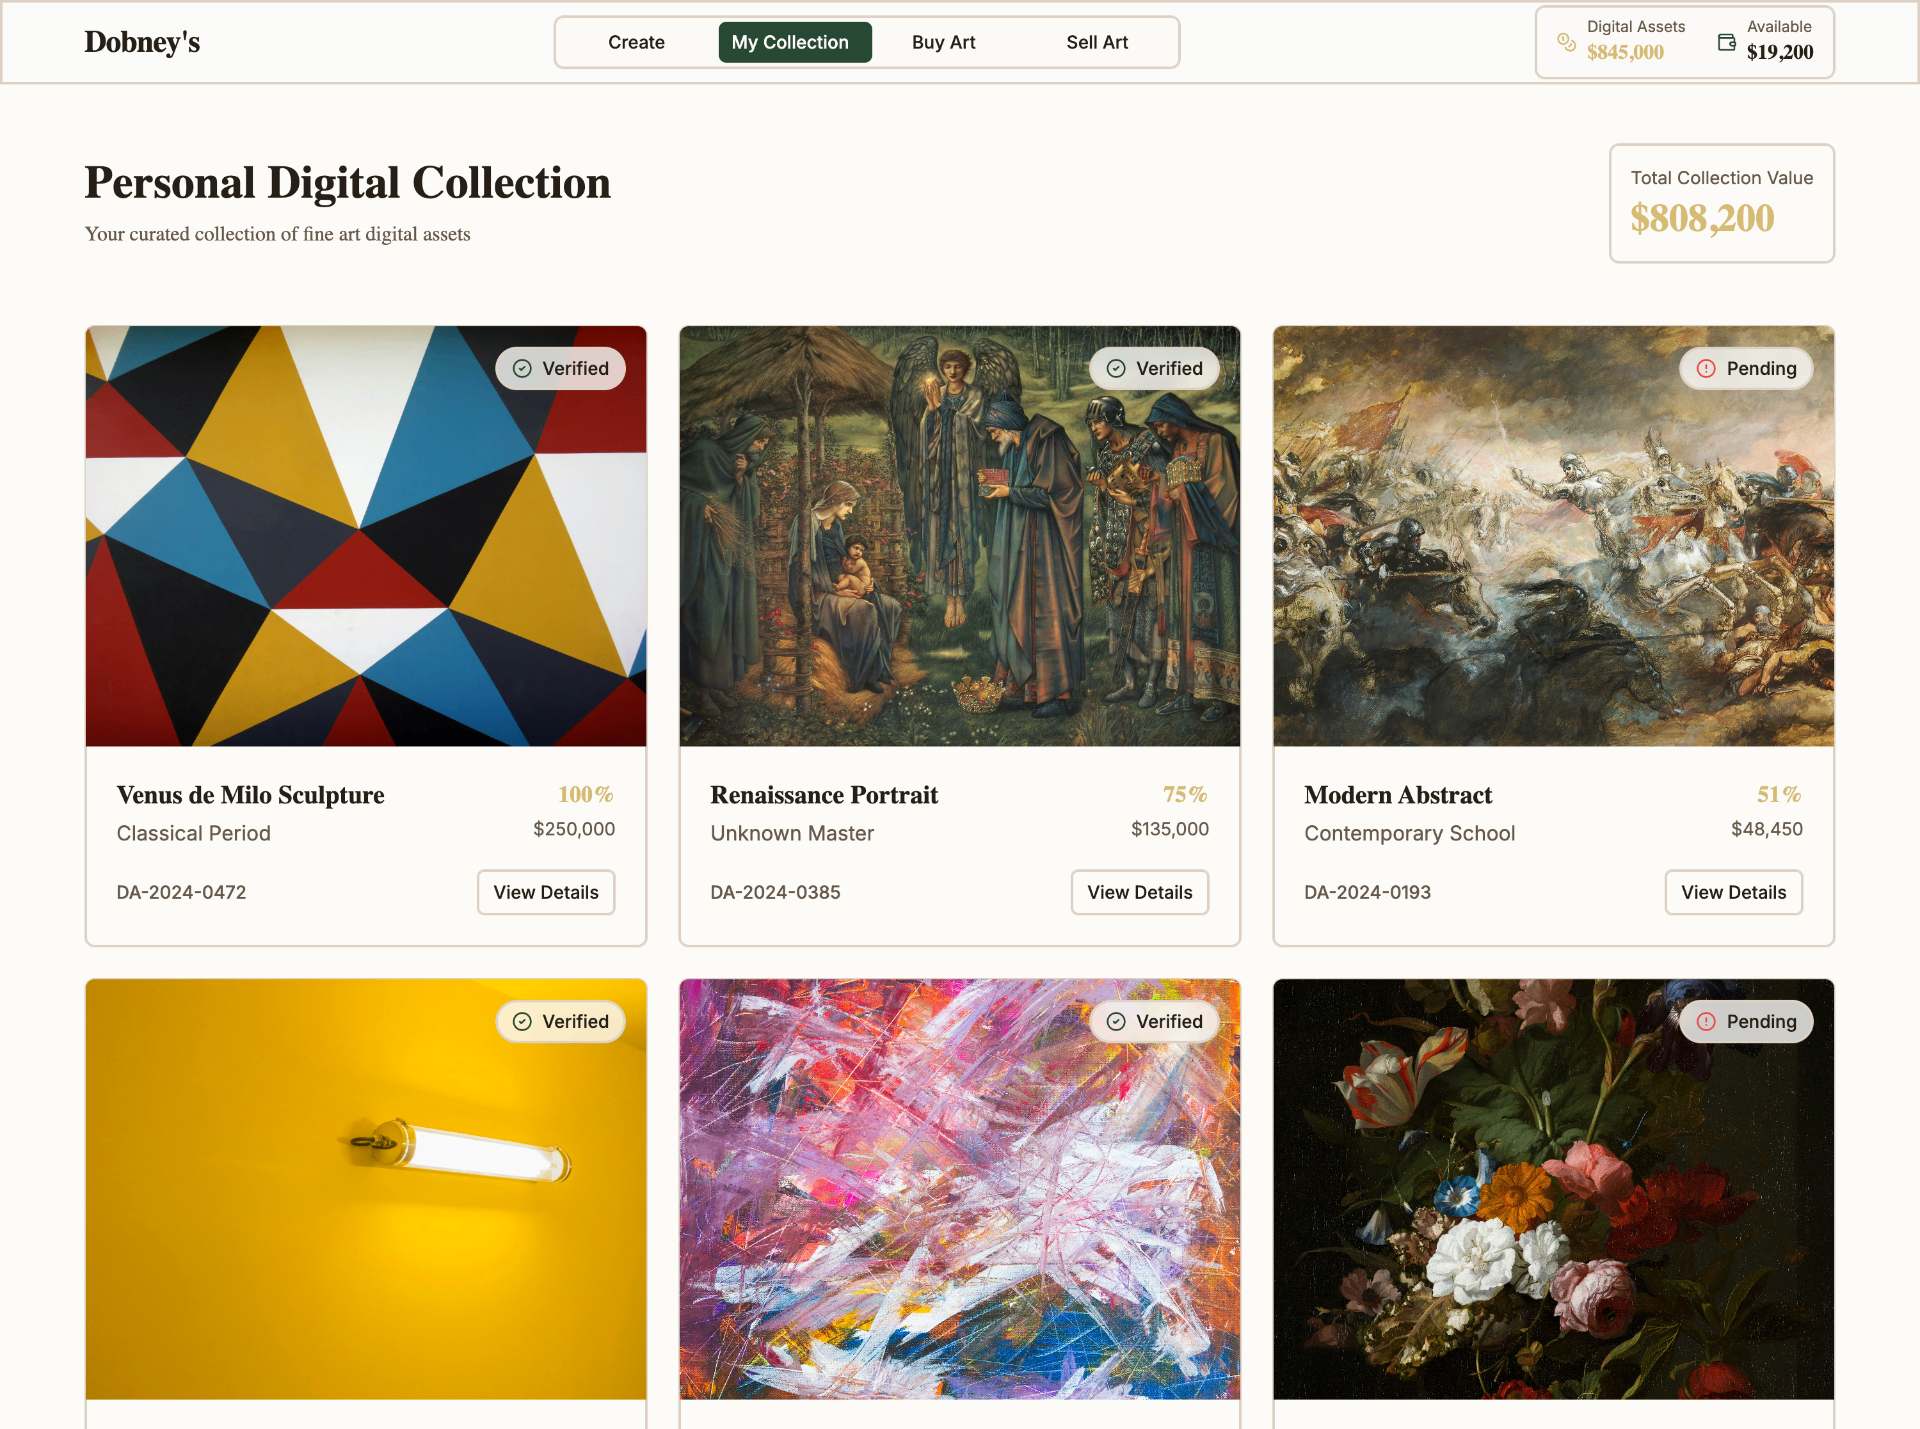 Dobney's
Create
My Collection
Buy Art
Sell Art
Digital Assets
$845,000
Available
$19,200
Personal Digital Collection
Your curated collection of fine art digital assets
Total Collection Value
$808,200
Verified
Verified
Pending
Venus de Milo Sculpture
100%
Classical Period
$250,000
DA-2024-0472
View Details
Renaissance Portrait
75%
Unknown Master
$135,000
DA-2024-0385
View Details
Modern Abstract
51%
Contemporary School
$48,450
DA-2024-0193
View Details
Verified
Verified
Pending